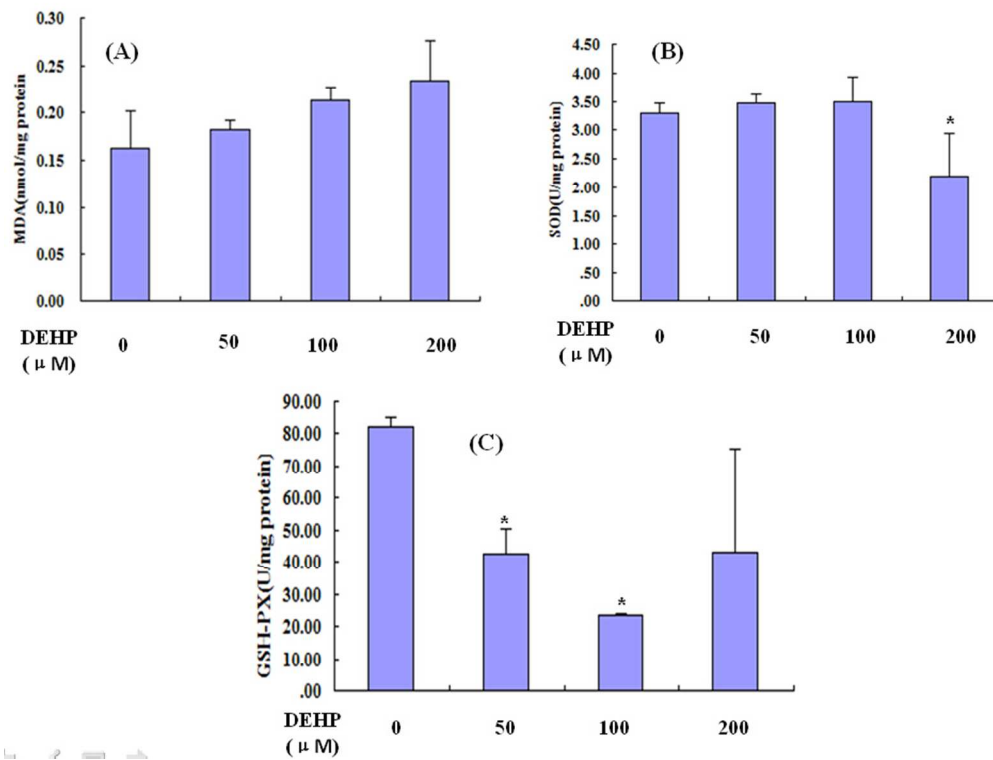 (A)
MDA(nmol/mg protein)
0.30
0.25
0.20
0.15
0.10
0.05
0.00
DEHP
( μ M)
0 50 100 200
(B)
SOD(U/mg protein)
4.50
4.00
3.50
3.00
2.50
2.00
1.50
1.00
.50
.00
*
DEHP
( μ M)
0 50 100 200
(C)
GSH-PX(U/mg protein)
90.00
80.00
70.00
60.00
50.00
40.00
30.00
20.00
10.00
.00
*
*
DEHP
( μ M)
0 50 100 200